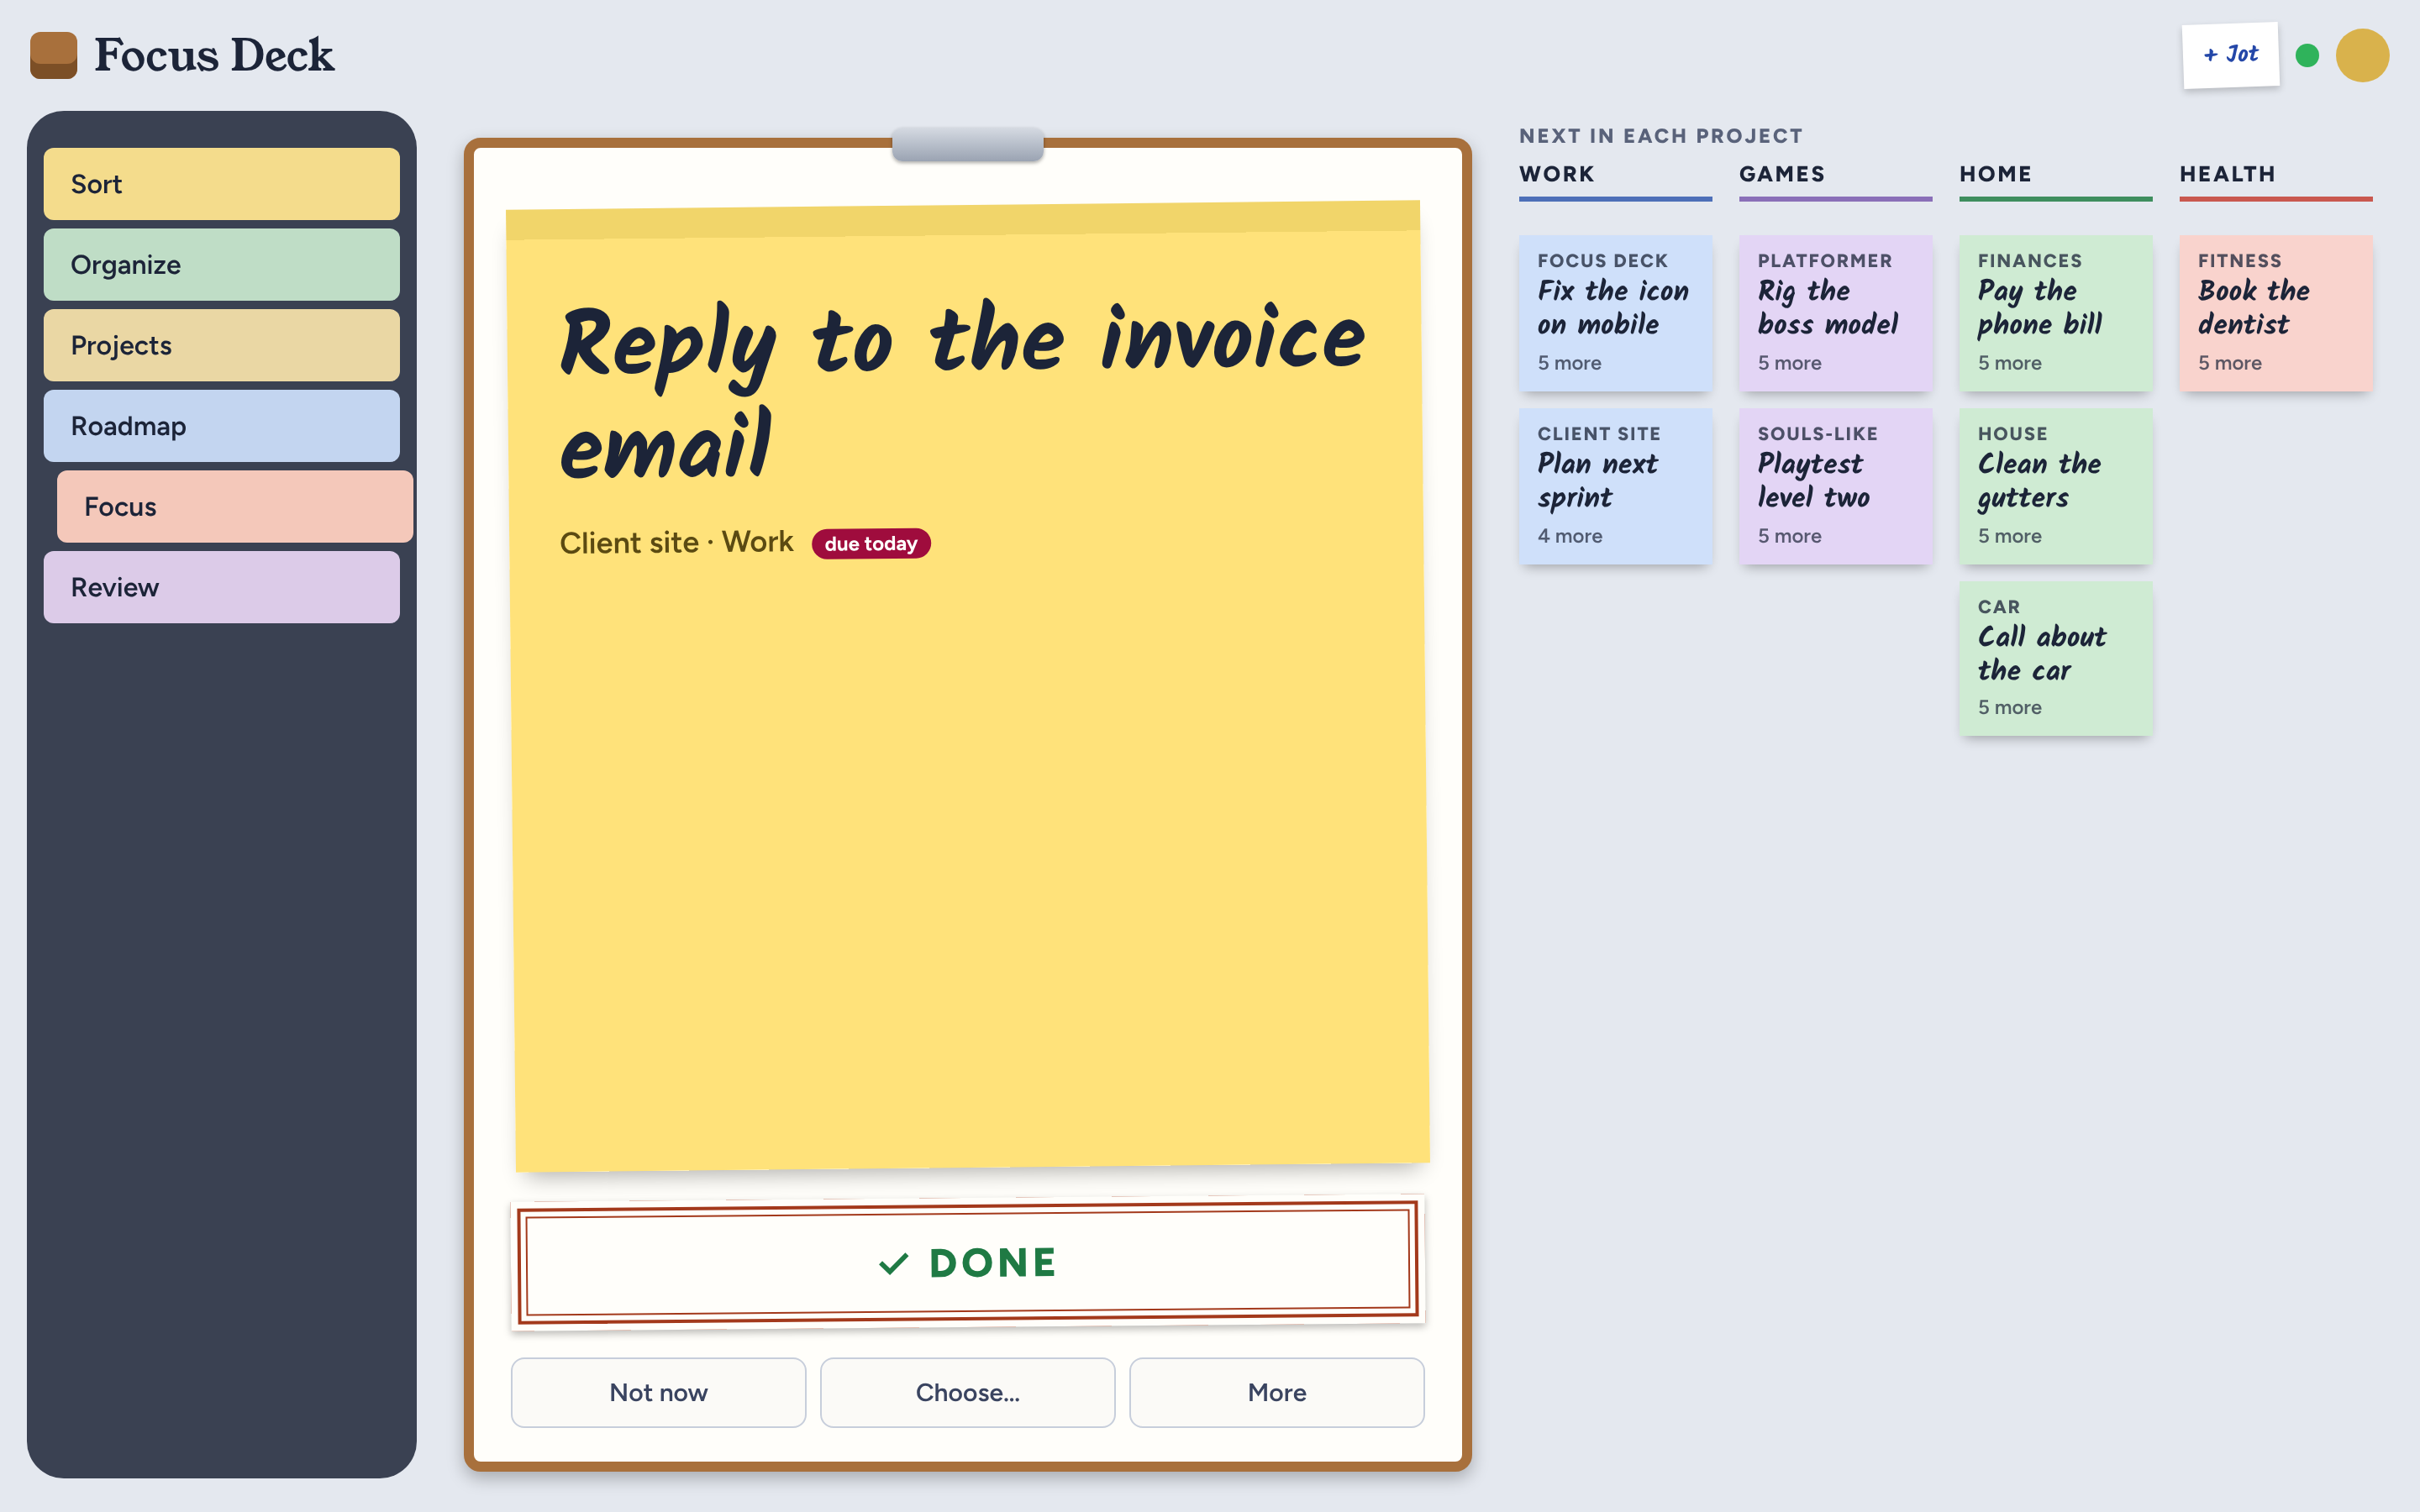 Focus Deck
+ Jot
Sort
Organize
Projects
Roadmap
Focus
Review
Reply to the invoice
email
Client site · Work due today
✓ DONE
Not now
Choose...
More
NEXT IN EACH PROJECT
WORK
FOCUS DECK
Fix the icon
on mobile
5 more
CLIENT SITE
Plan next
sprint
4 more
GAMES
PLATFORMER
Rig the
boss model
5 more
SOULS-LIKE
Playtest
level two
5 more
HOME
FINANCES
Pay the
phone bill
5 more
HOUSE
Clean the
gutters
5 more
CAR
Call about
the car
5 more
HEALTH
FITNESS
Book the
dentist
5 more